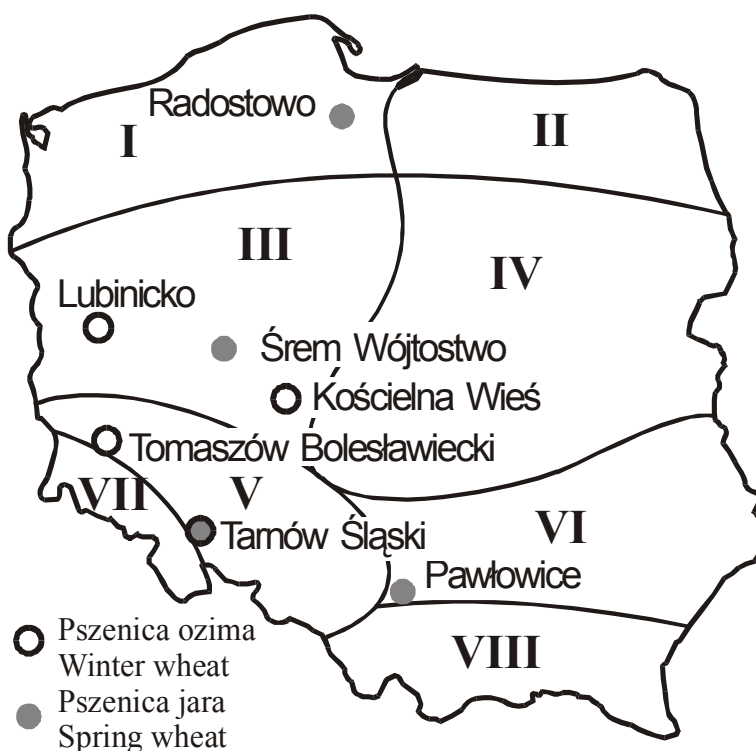 Radostowo
I
II
III
IV
Lubinicko
Śrem Wójtostwo
Kościelna Wieś
Tomaszów Bolesławiecki
VII
V
VI
Tarnów Śląski
Pawłowice
Pszenica ozima
Winter wheat
VIII
Pszenica jara
Spring wheat